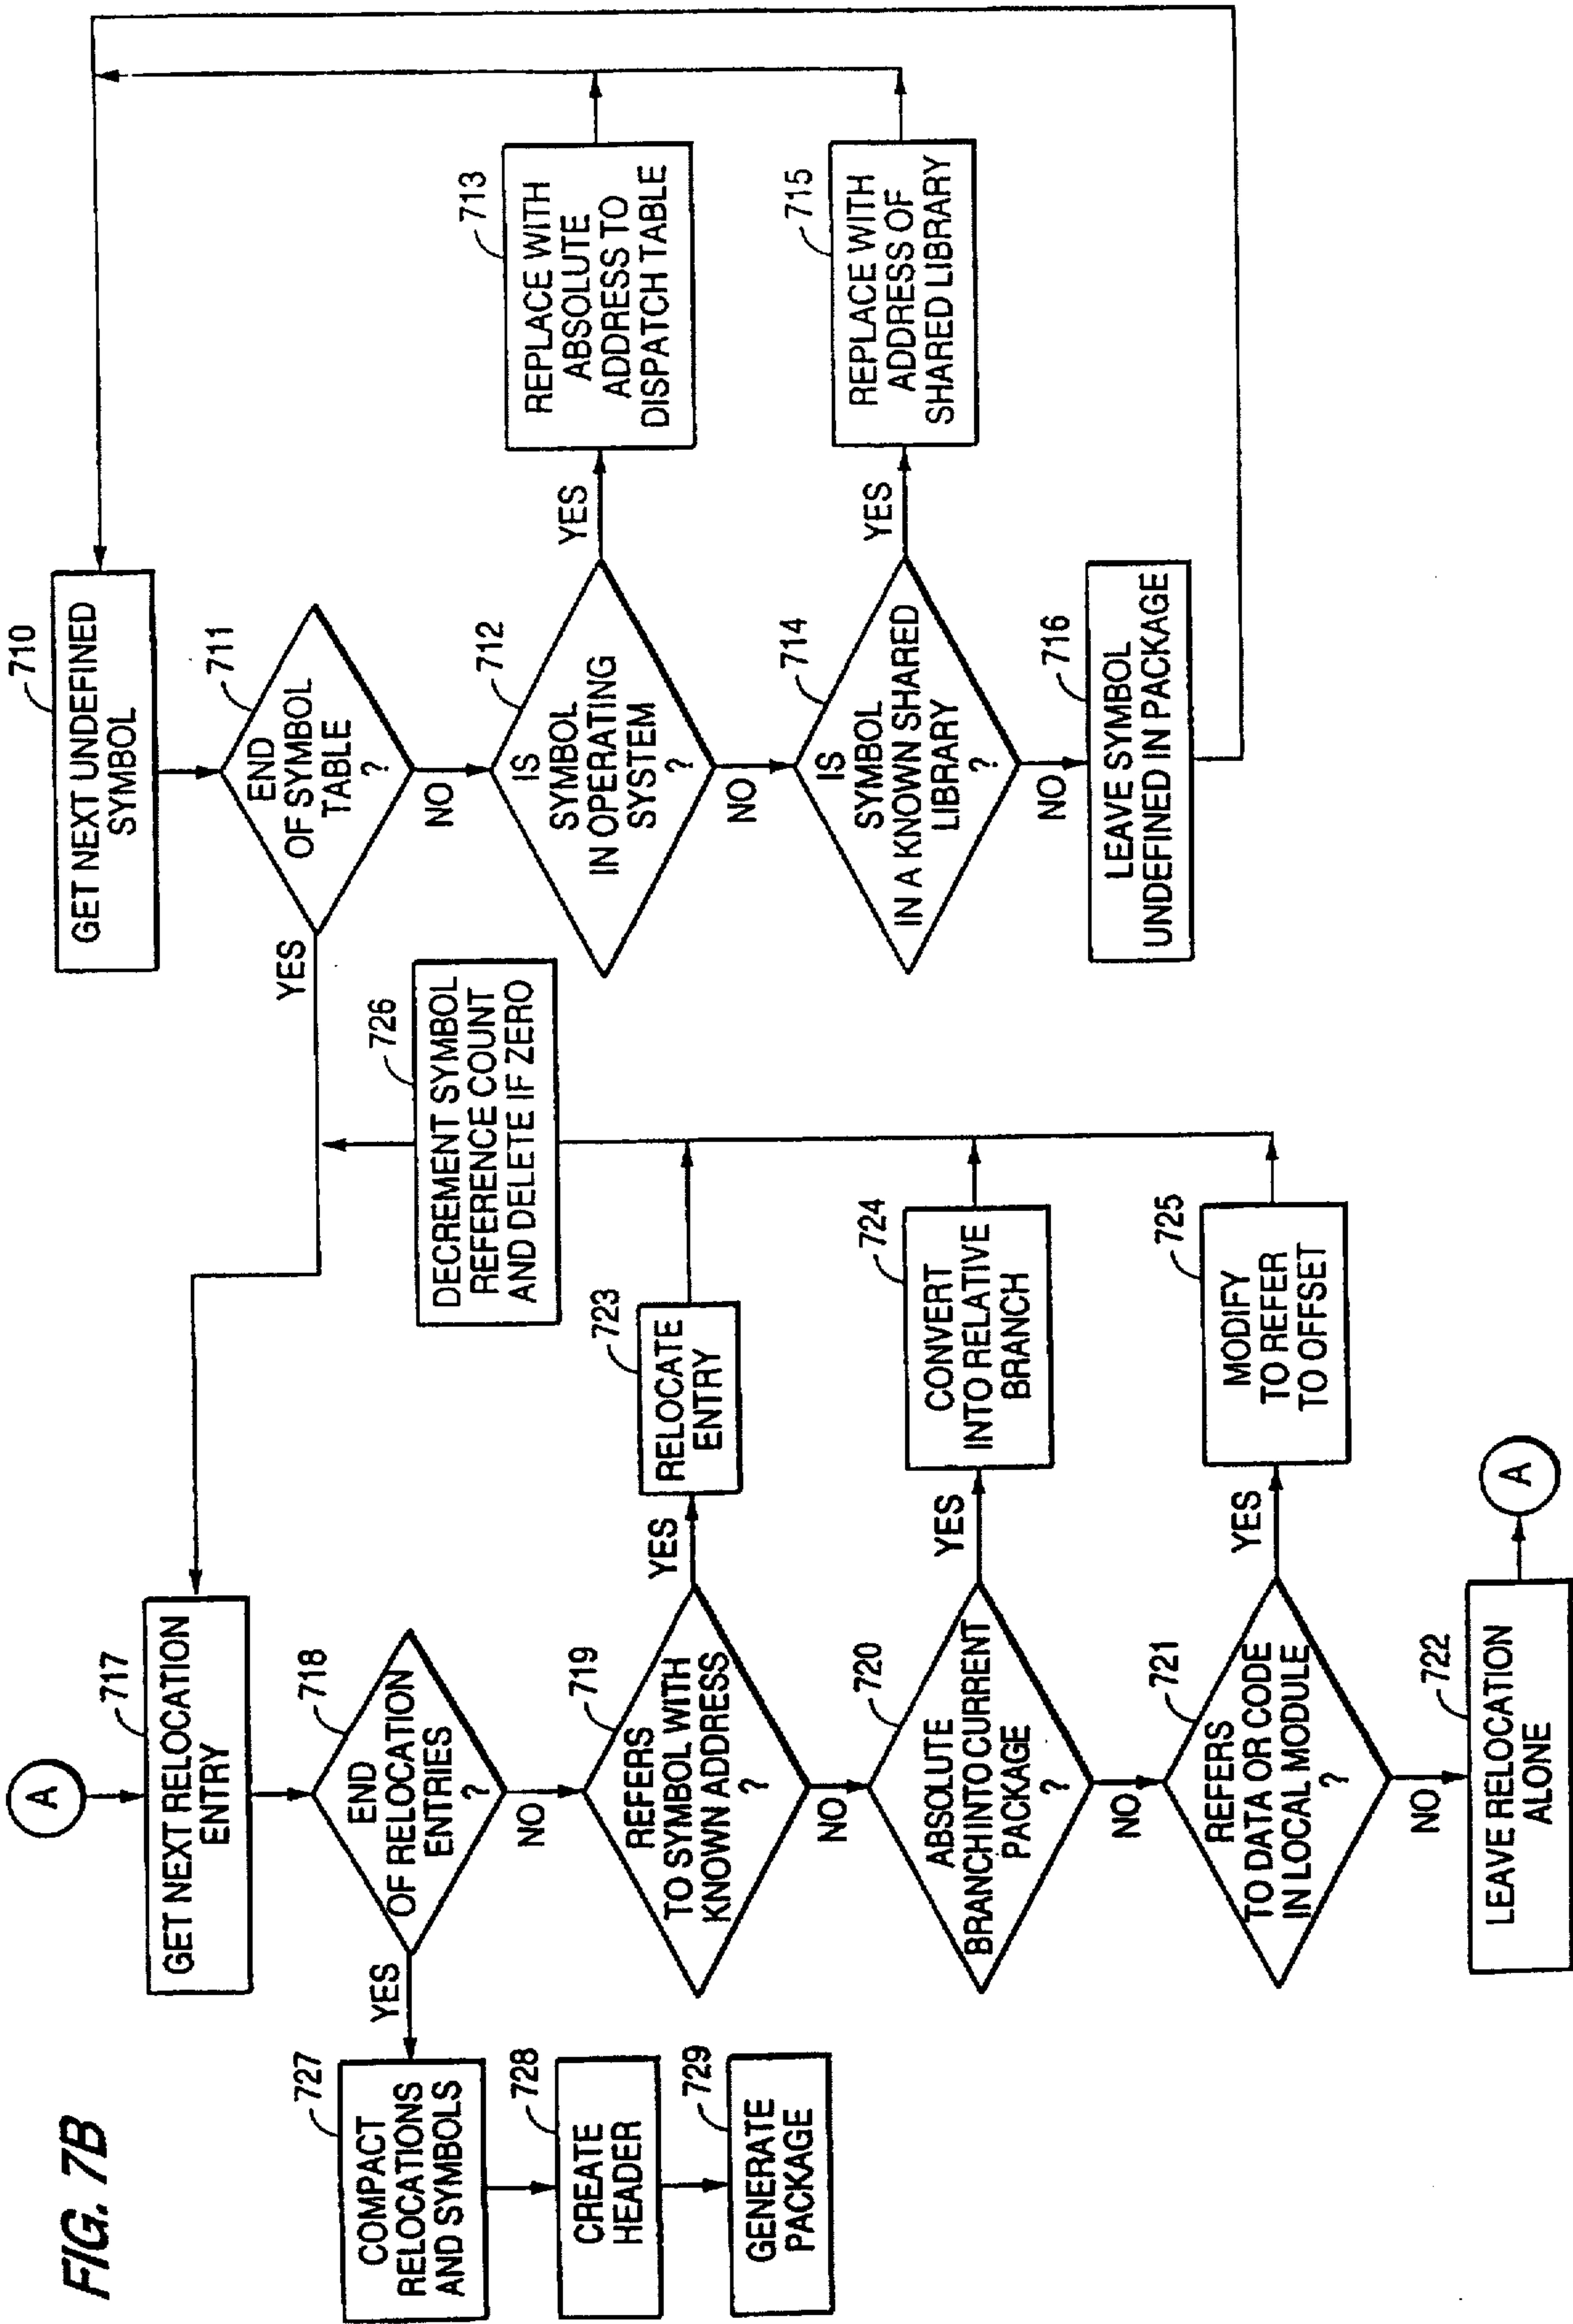 FIG. 7B
A
717
GET NEXT RELOCATION
ENTRY
718
END
OF RELOCATION
ENTRIES
?
YES
NO
727
COMPACT
RELOCATIONS
AND SYMBOLS
728
CREATE
HEADER
729
GENERATE
PACKAGE
719
REFERS
TO SYMBOL WITH
KNOWN ADDRESS
?
YES
NO
723
RELOCATE
ENTRY
720
ABSOLUTE
BRANCH INTO CURRENT
PACKAGE
?
YES
NO
724
CONVERT
INTO RELATIVE
BRANCH
721
REFERS
TO DATA OR CODE
IN LOCAL MODULE
?
YES
NO
725
MODIFY
TO REFER
TO OFFSET
722
LEAVE RELOCATION
ALONE
A
726
DECREMENT SYMBOL
REFERENCE COUNT
AND DELETE IF ZERO
710
GET NEXT UNDEFINED
SYMBOL
711
END
OF SYMBOL
TABLE
?
YES
NO
712
IS
SYMBOL
IN OPERATING
SYSTEM
?
YES
NO
713
REPLACE WITH
ABSOLUTE
ADDRESS TO
DISPATCH TABLE
714
IS
SYMBOL
IN A KNOWN SHARED
LIBRARY
?
YES
NO
715
REPLACE WITH
ADDRESS OF
SHARED LIBRARY
716
LEAVE SYMBOL
UNDEFINED IN PACKAGE